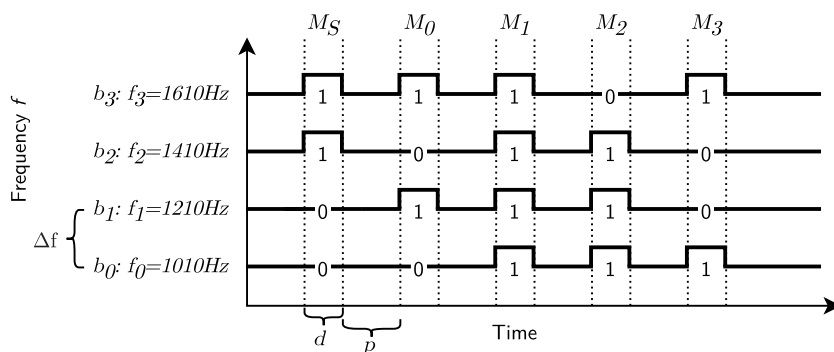 M_S M_0 M_1 M_2 M_3
Frequency f
b_3: f_3=1610Hz 1 1 1 0 1
b_2: f_2=1410Hz 1 0 1 1 0
b_1: f_1=1210Hz 0 1 1 1 0
Δf
b_0: f_0=1010Hz 0 0 1 1 1
d p
Time